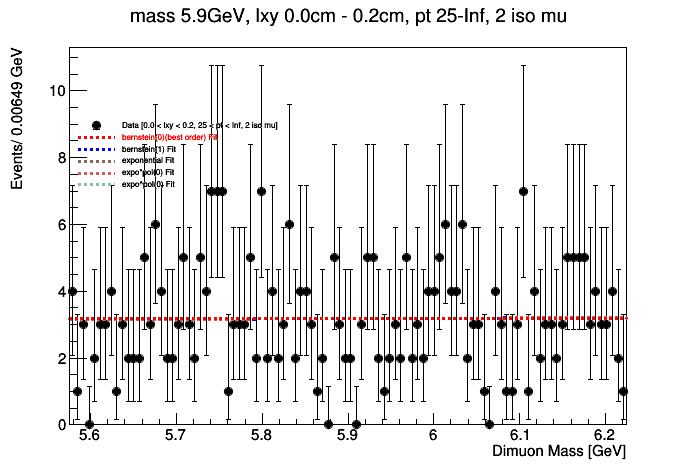 mass 5.9GeV, lxy 0.0cm - 0.2cm, pt 25-Inf, 2 iso mu
Events/ 0.00649 GeV
10
Data [0.0 < lxy < 0.2, 25 < pt < Inf, 2 iso mu]
bernstein[0](best order) Fit
8
bernstein(1) Fit
exponential Fit
expo*pol(0) Fit
expo*pol(0) Fit
6
4
2
0
5.6 5.7 5.8 5.9 6 6.1 6.2
Dimuon Mass [GeV]